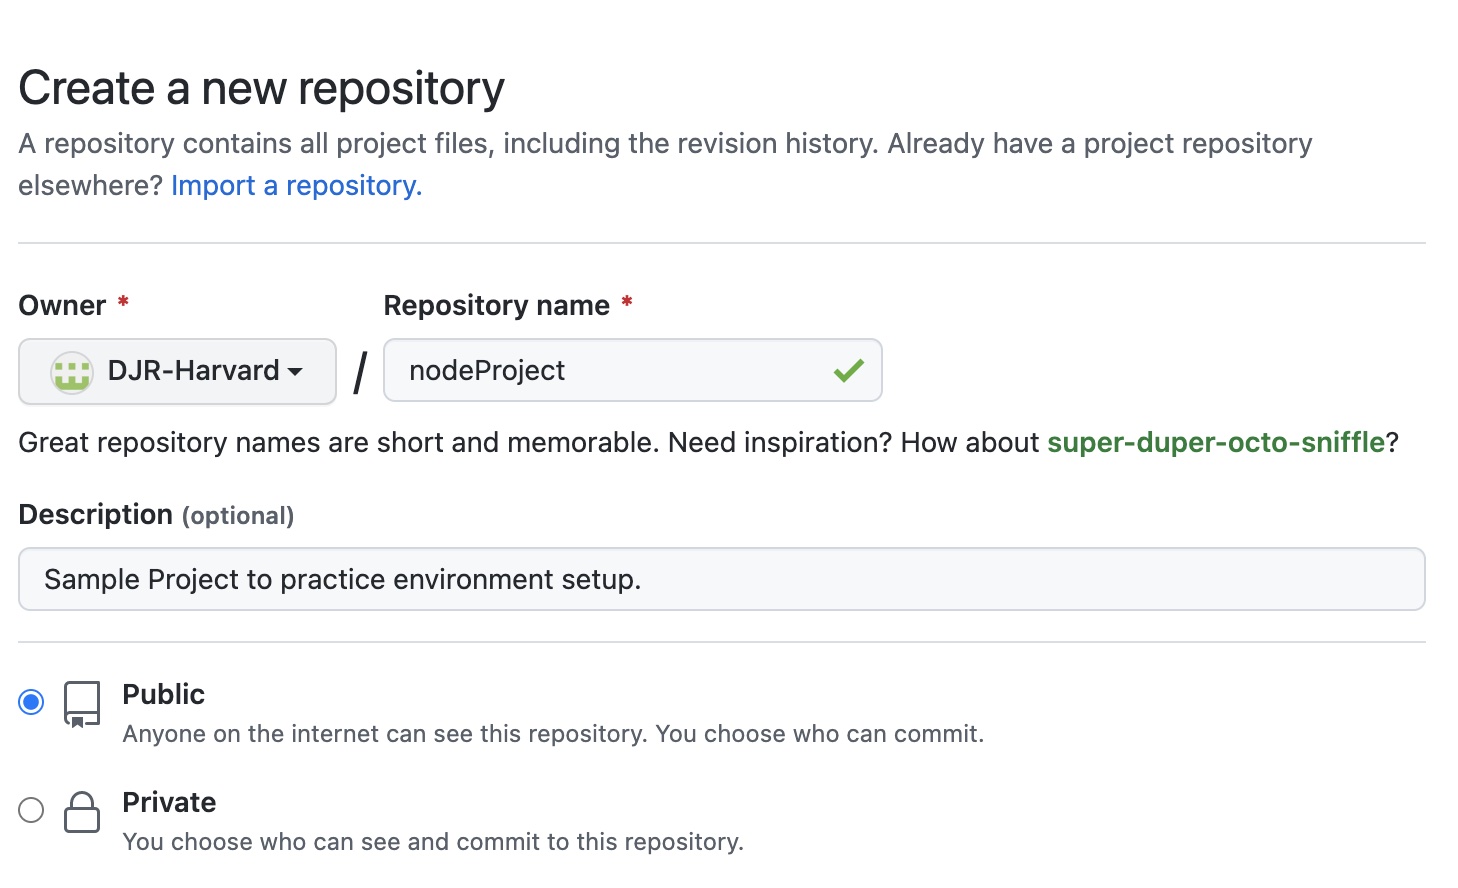 Create a new repository
A repository contains all project files, including the revision history. Already have a project repository
elsewhere? Import a repository.
Owner *
Repository name *
DJR-Harvard
/
nodeProject
Great repository names are short and memorable. Need inspiration? How about super-duper-octo-sniffle?
Description (optional)
Sample Project to practice environment setup.
Public
Anyone on the internet can see this repository. You choose who can commit.
Private
You choose who can see and commit to this repository.